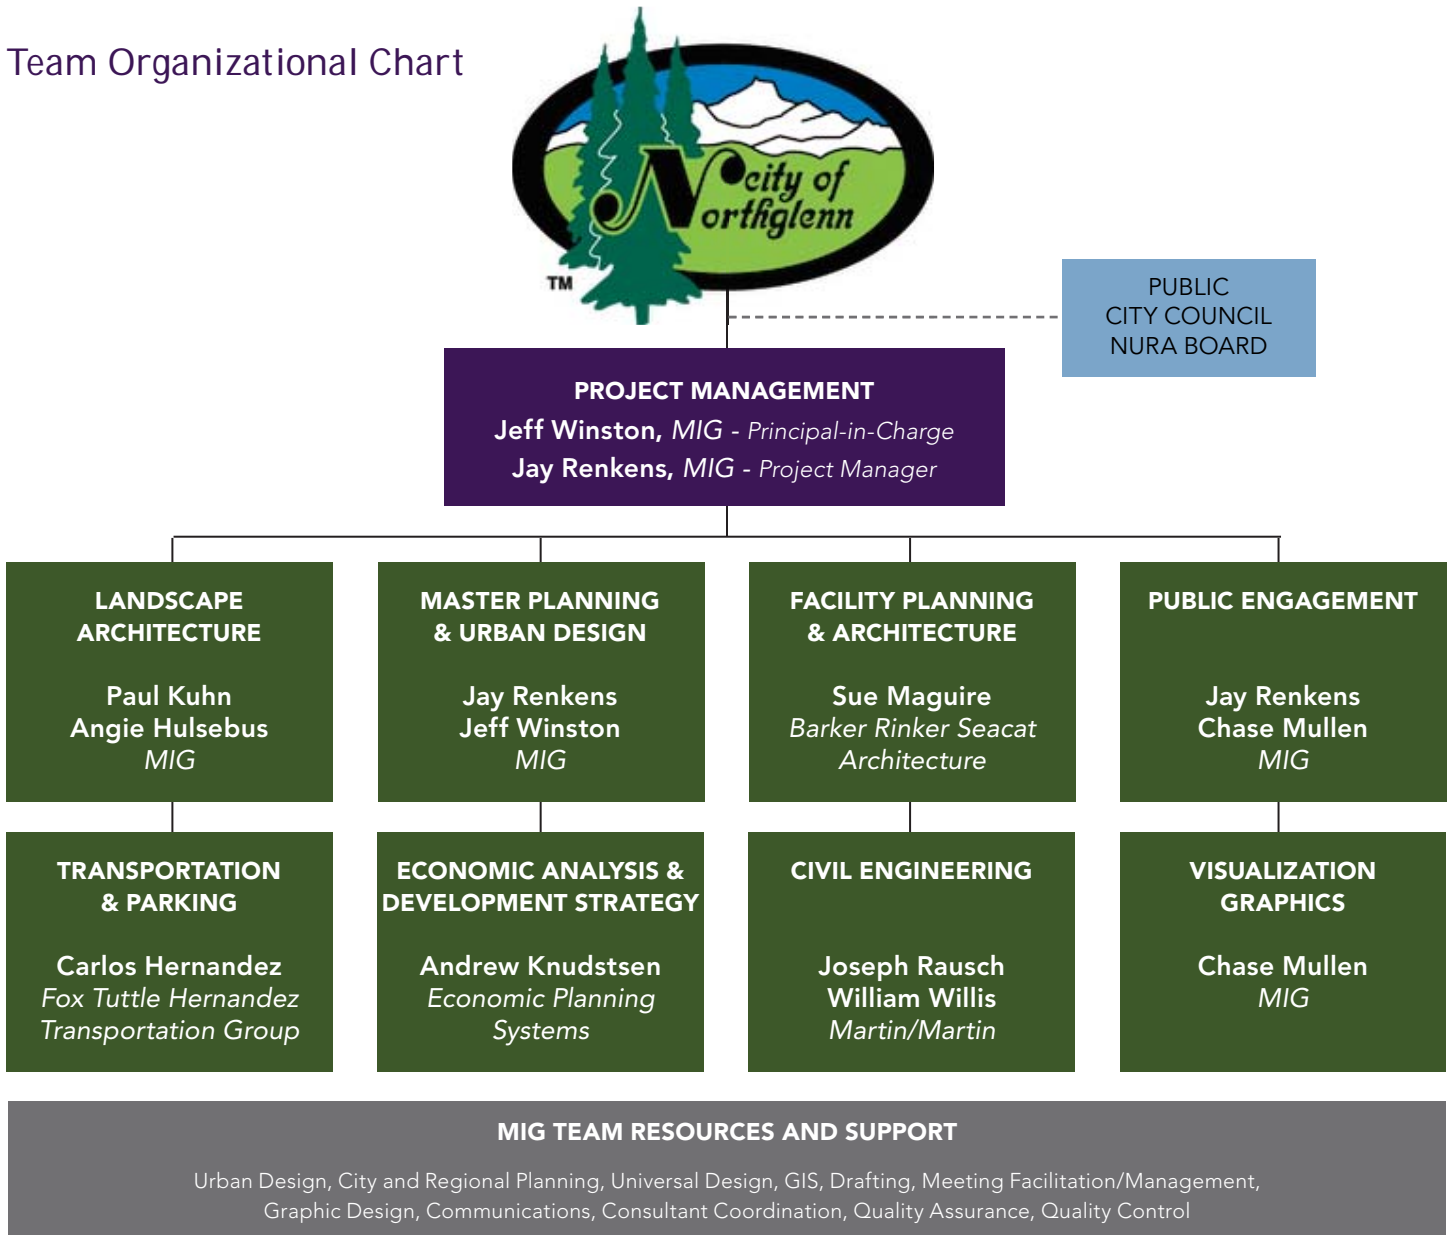 Team Organizational Chart
city of
Northglenn
TM
PUBLIC
CITY COUNCIL
NURA BOARD
PROJECT MANAGEMENT
Jeff Winston, MIG - Principal-in-Charge
Jay Renkens, MIG - Project Manager
LANDSCAPE
ARCHITECTURE
Paul Kuhn
Angie Hulsebus
MIG
MASTER PLANNING
& URBAN DESIGN
Jay Renkens
Jeff Winston
MIG
FACILITY PLANNING
& ARCHITECTURE
Sue Maguire
Barker Rinker Seacat
Architecture
PUBLIC ENGAGEMENT
Jay Renkens
Chase Mullen
MIG
TRANSPORTATION
& PARKING
Carlos Hernandez
Fox Tuttle Hernandez
Transportation Group
ECONOMIC ANALYSIS &
DEVELOPMENT STRATEGY
Andrew Knudstsen
Economic Planning
Systems
CIVIL ENGINEERING
Joseph Rausch
William Willis
Martin/Martin
VISUALIZATION
GRAPHICS
Chase Mullen
MIG
MIG TEAM RESOURCES AND SUPPORT
Urban Design, City and Regional Planning, Universal Design, GIS, Drafting, Meeting Facilitation/Management,
Graphic Design, Communications, Consultant Coordination, Quality Assurance, Quality Control